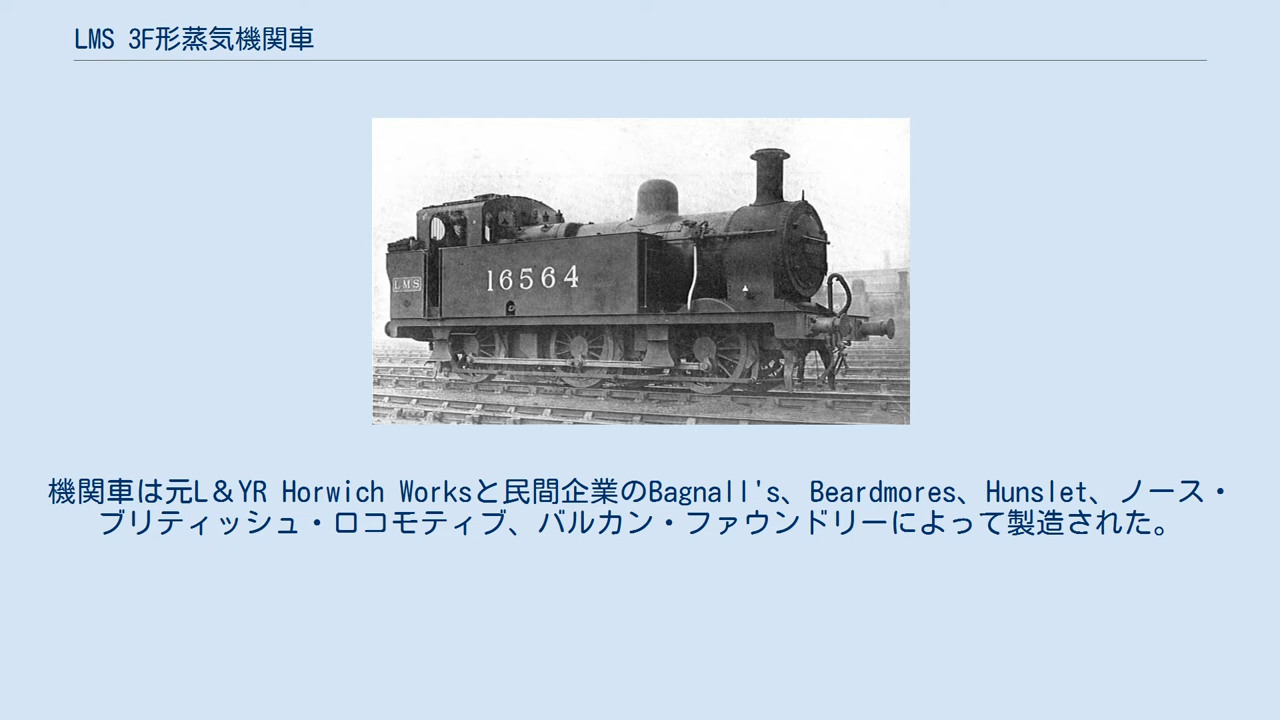 LMS 3F形蒸気機関車
LMS
16564
機関車は元L&YR Horwich Worksと民間企業のBagnall's、Beardmores、Hunslet、ノース・
ブリティッシュ・ロコモティブ、バルカン・ファウンドリーによって製造された。